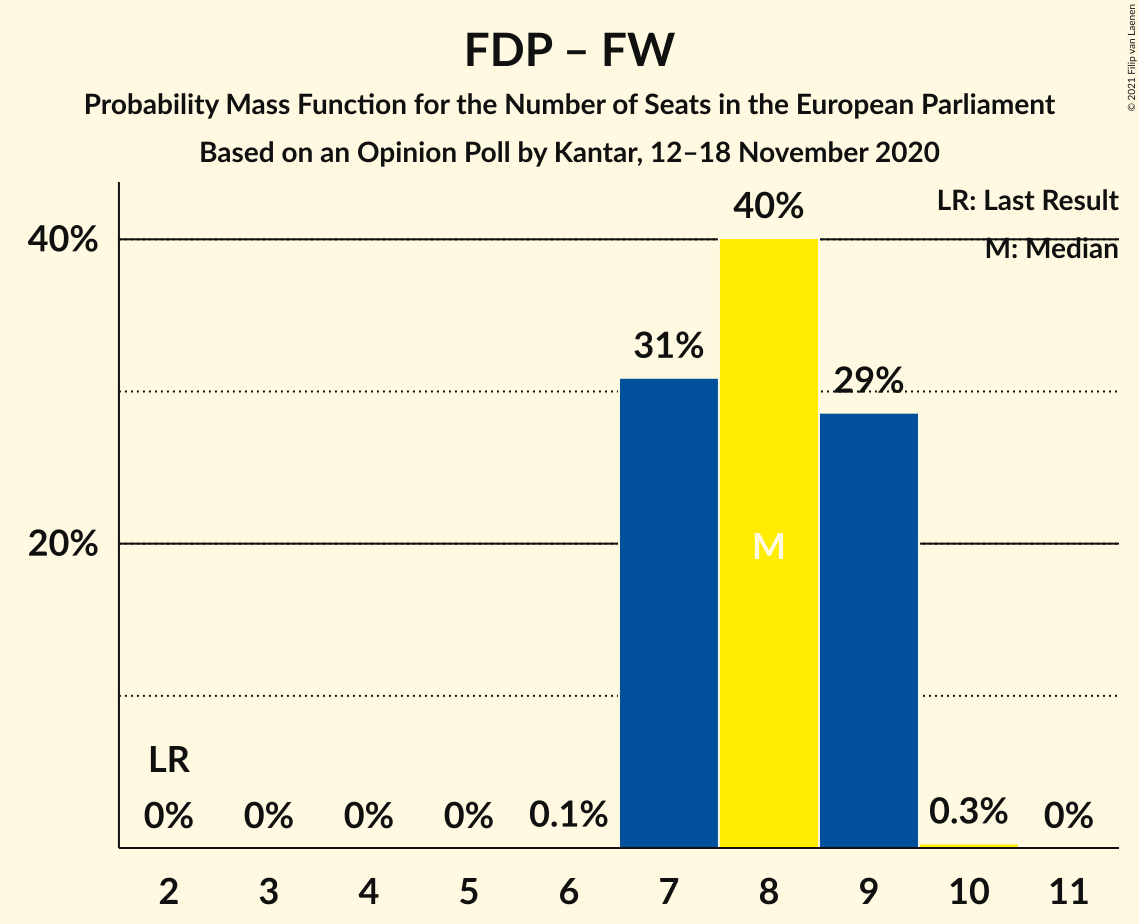 FDP – FW
Probability Mass Function for the Number of Seats in the European Parliament
Based on an Opinion Poll by Kantar, 12–18 November 2020
© 2021 Filip van Laenen
LR: Last Result
M: Median
40%
20%
LR
0%
0%
0%
0%
0.1%
31%
40%
M
29%
0.3%
0%
2 3 4 5 6 7 8 9 10 11